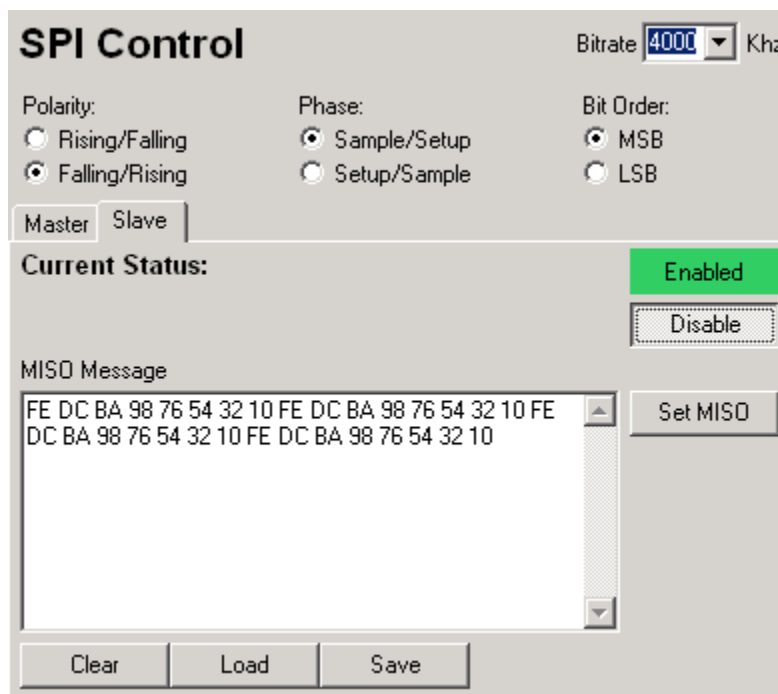 SPI Control
Bitrate 4000 Khz
Polarity: Phase: Bit Order:
Rising/Falling Sample/Setup MSB
Falling/Rising Setup/Sample LSB
Master Slave
Current Status: Enabled
Disable
MISO Message
FE DC BA 98 76 54 32 10 FE DC BA 98 76 54 32 10 FE
DC BA 98 76 54 32 10 FE DC BA 98 76 54 32 10
Set MISO
Clear Load Save